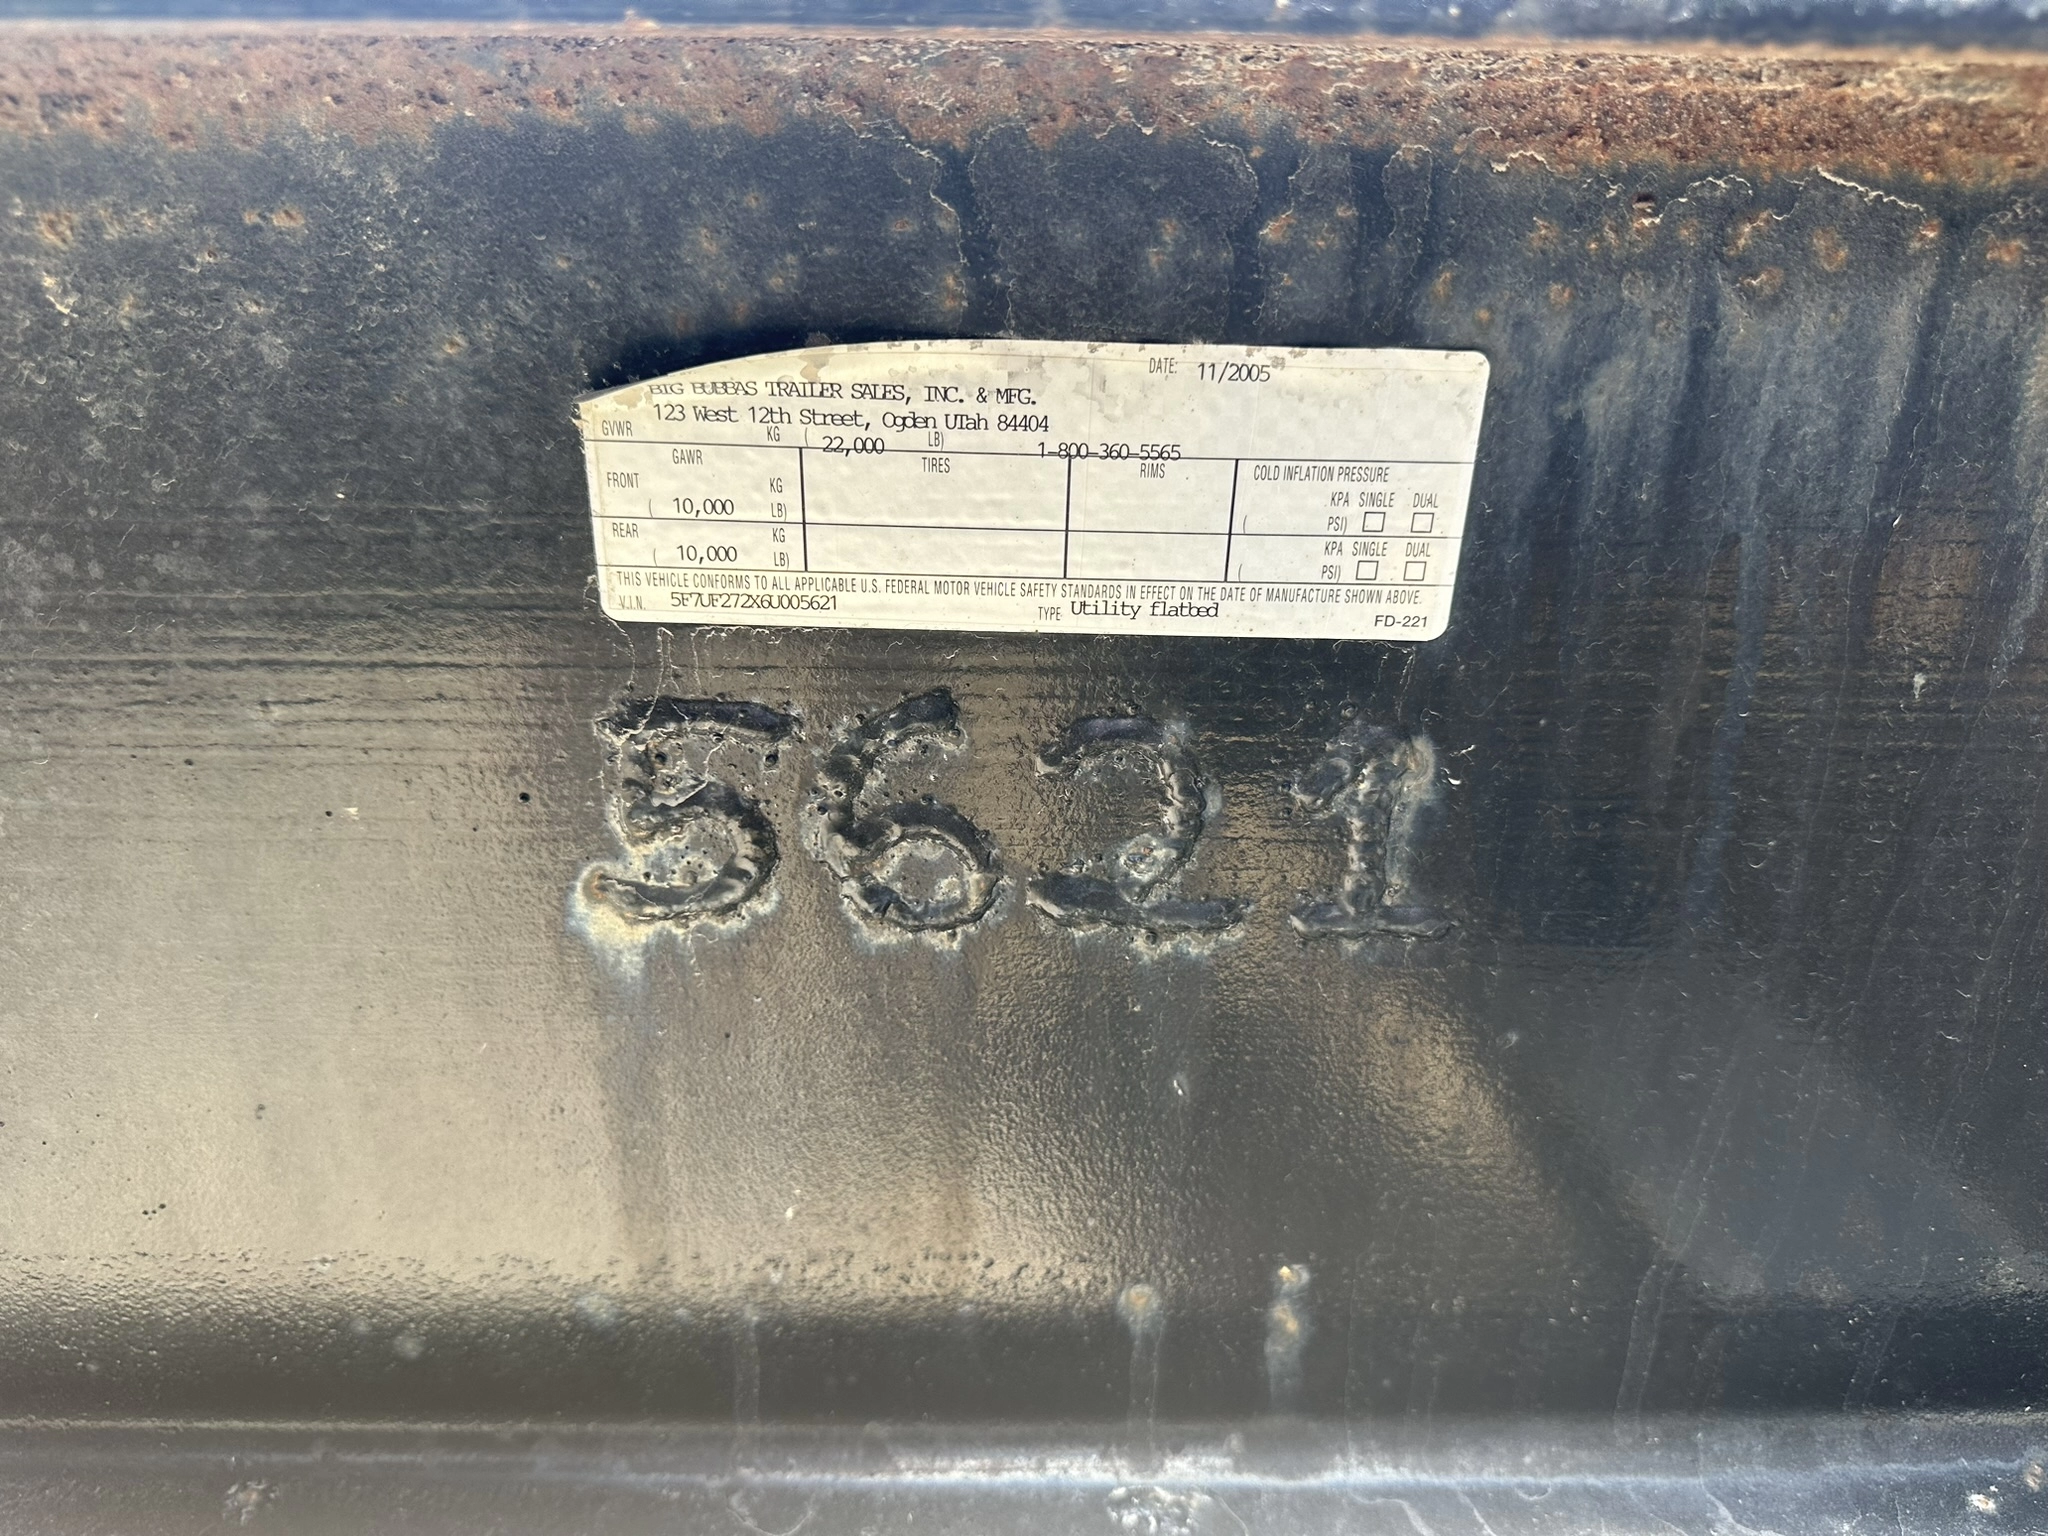 DATE: 11/2005
BIG BUBBAS TRAILER SALES, INC. & MFG.
123 West 12th Street, Ogden UTah 84404
GVWR KG ( 22,000 LB) 1-800-360-5565
GAWR TIRES RIMS COLD INFLATION PRESSURE
FRONT KG KPA SINGLE DUAL
( 10,000 LB) ( PSI)
REAR KG KPA SINGLE DUAL
( 10,000 LB) ( PSI)
THIS VEHICLE CONFORMS TO ALL APPLICABLE U.S. FEDERAL MOTOR VEHICLE SAFETY STANDARDS IN EFFECT ON THE DATE OF MANUFACTURE SHOWN ABOVE.
V.I.N. 5F7UF272X6U005621 TYPE Utility flatbed FD-221
5621